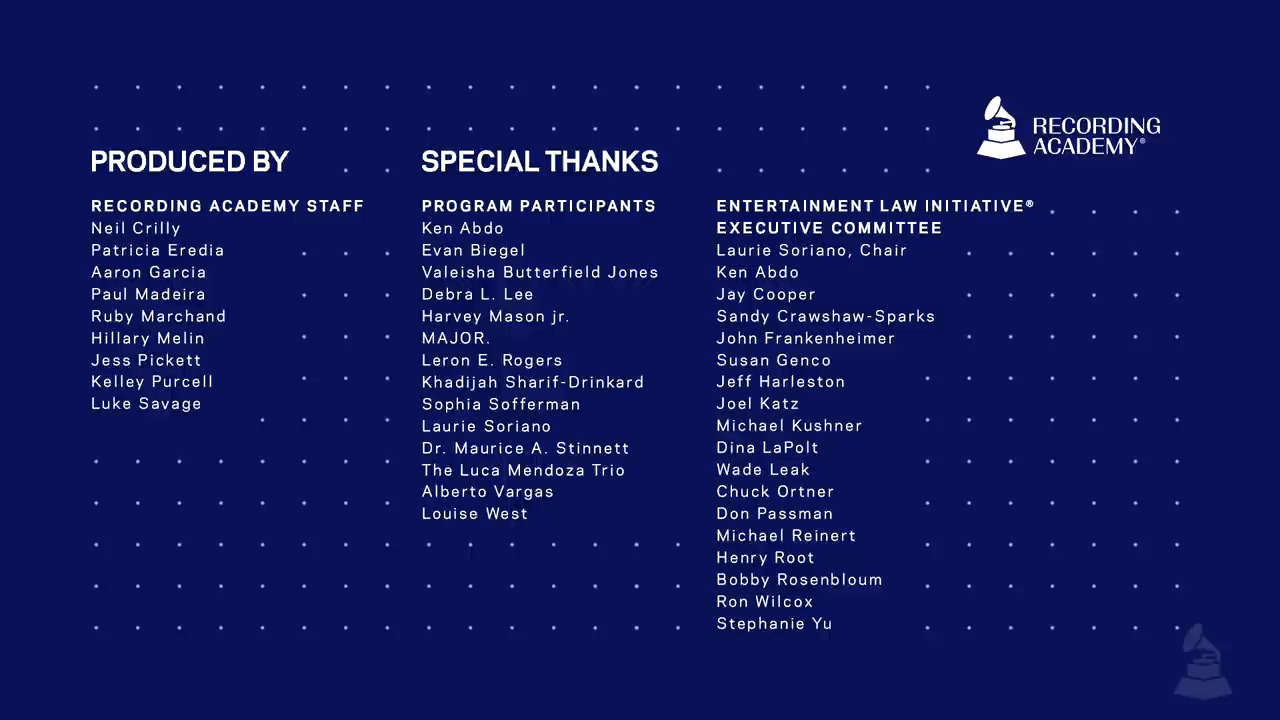 RECORDING
ACADEMY®
PRODUCED BY
RECORDING ACADEMY STAFF
Neil Crilly
Patricia Eredia
Aaron Garcia
Paul Madeira
Ruby Marchand
Hillary Melin
Jess Pickett
Kelley Purcell
Luke Savage
SPECIAL THANKS
PROGRAM PARTICIPANTS
Ken Abdo
Evan Biegel
Valeisha Butterfield Jones
Debra L. Lee
Harvey Mason jr.
MAJOR.
Leron E. Rogers
Khadijah Sharif-Drinkard
Sophia Sofferman
Laurie Soriano
Dr. Maurice A. Stinnett
The Luca Mendoza Trio
Alberto Vargas
Louise West
ENTERTAINMENT LAW INITIATIVE®
EXECUTIVE COMMITTEE
Laurie Soriano, Chair
Ken Abdo
Jay Cooper
Sandy Crawshaw-Sparks
John Frankenheimer
Susan Genco
Jeff Harleston
Joel Katz
Michael Kushner
Dina LaPolt
Wade Leak
Chuck Ortner
Don Passman
Michael Reinert
Henry Root
Bobby Rosenbloum
Ron Wilcox
Stephanie Yu